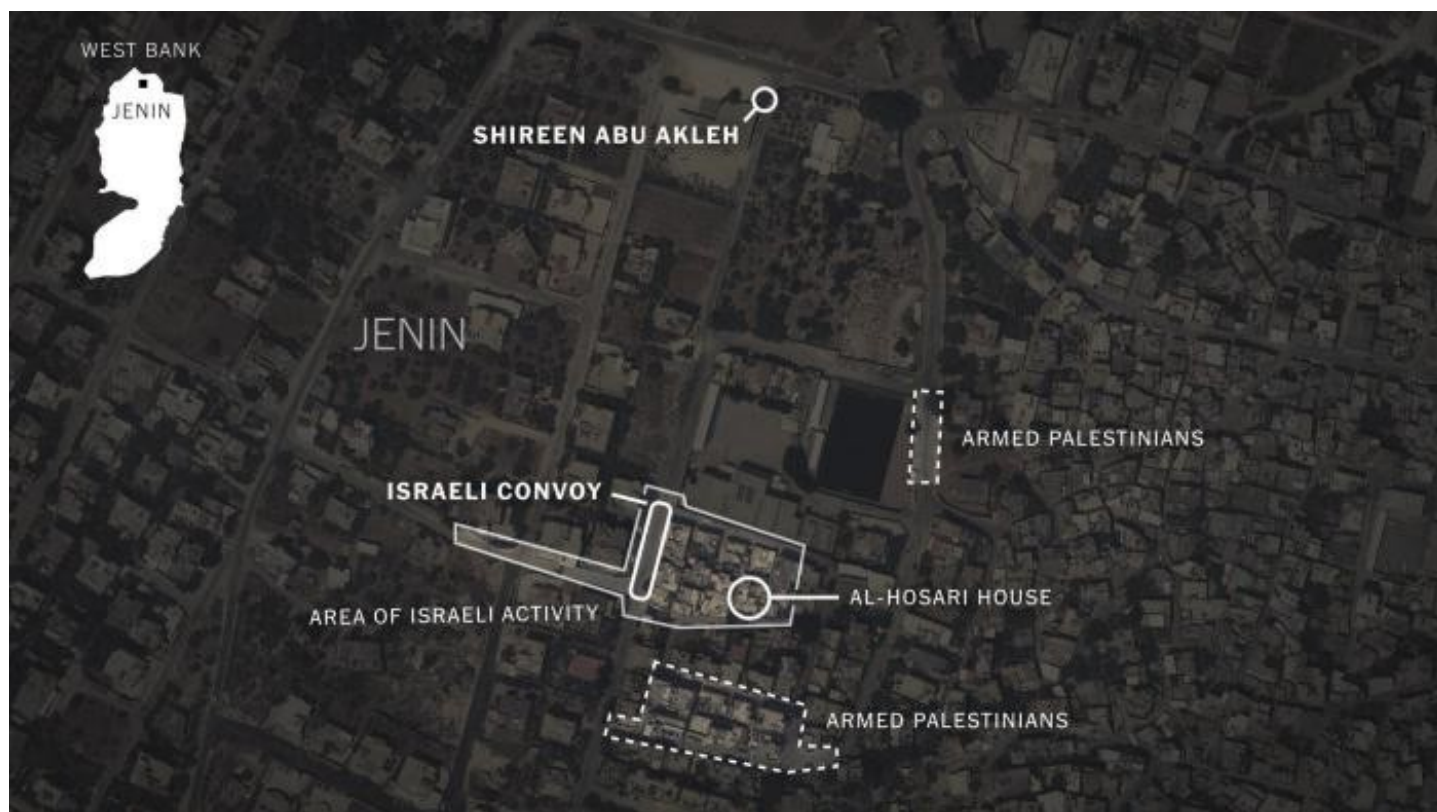 WEST BANK
JENIN
SHIREEN ABU AKLEH
JENIN
ARMED PALESTINIANS
ISRAELI CONVOY
AL-HOSARI HOUSE
AREA OF ISRAELI ACTIVITY
ARMED PALESTINIANS